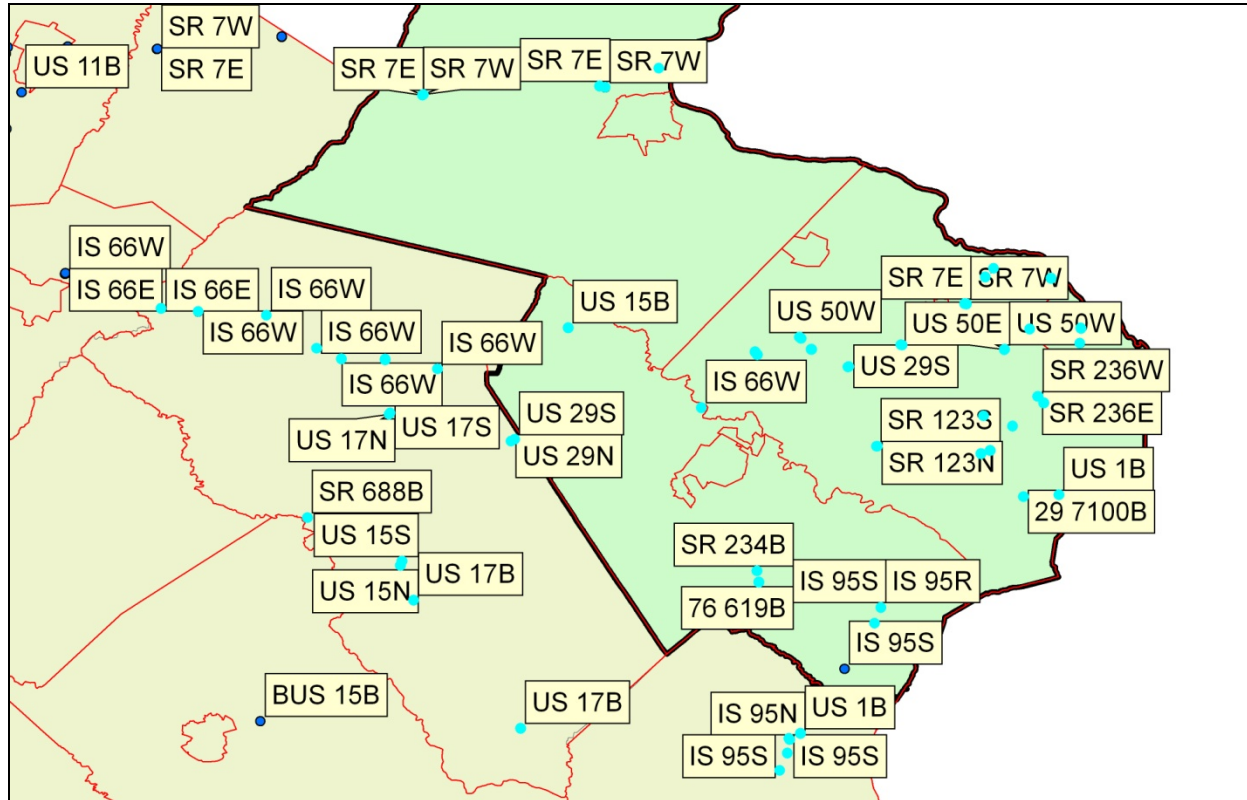 SR 7W
SR 7E
US 11B
SR 7E
SR 7W
SR 7E
SR 7W
IS 66W
IS 66E
IS 66E
IS 66W
IS 66W
IS 66W
IS 66W
IS 66W
US 15B
US 50W
SR 7E
SR 7W
US 50E
US 50W
IS 66W
US 29S
SR 236W
SR 236E
US 17N
US 17S
US 29S
US 29N
SR 123S
SR 123N
US 1B
29 7100B
SR 688B
US 15S
US 15N
US 17B
SR 234B
76 619B
IS 95S
IS 95R
IS 95S
BUS 15B
US 17B
IS 95N
US 1B
IS 95S
IS 95S